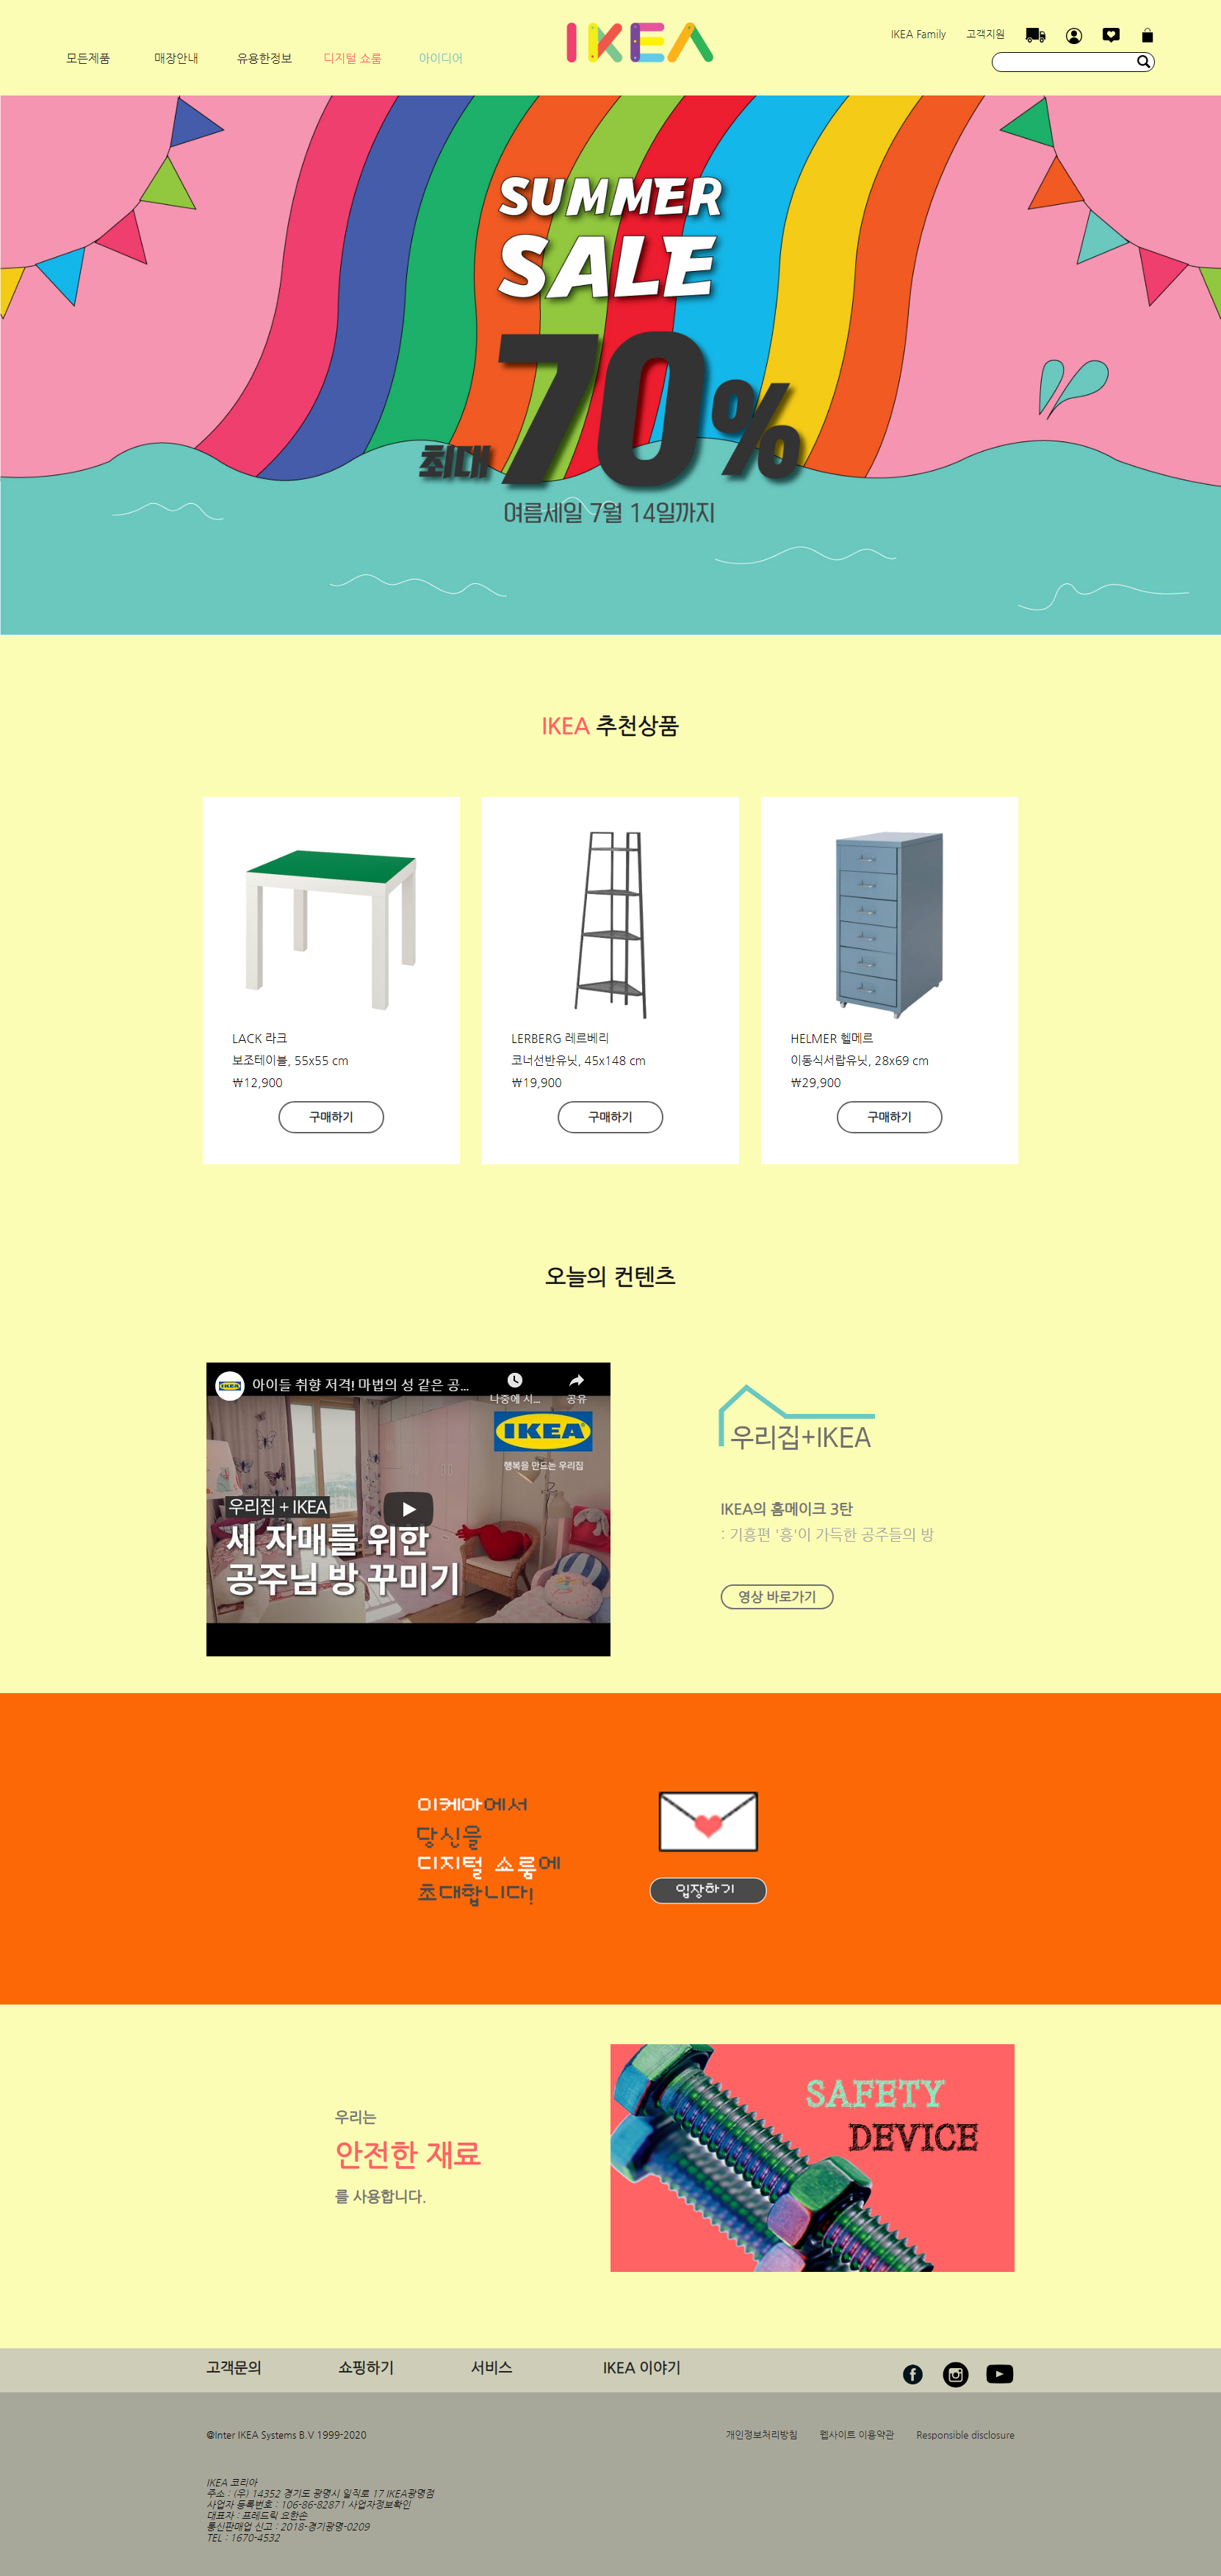 모든제품 매장안내 유용한정보 디지털 쇼룸 아이디어
IKEA
IKEA Family 고객지원
SUMMER
SALE
최대 70%
여름세일 7월 14일까지
IKEA 추천상품
LACK 라크
보조테이블, 55x55 cm
₩12,900
구매하기
LERBERG 레르베리
코너선반유닛, 45x148 cm
₩19,900
구매하기
HELMER 헬메르
이동식서랍유닛, 28x69 cm
₩29,900
구매하기
오늘의 컨텐츠
IKEA
아이들 취향 저격! 마법의 성 같은 공...
나중에 시... 공유
IKEA
행복을 만드는 우리집
우리집 + IKEA
세 자매를 위한
공주님 방 꾸미기
우리집+IKEA
IKEA의 홈메이크 3탄
: 기흥편 '흥'이 가득한 공주들의 방
영상 바로가기
이케아에서
당신을
디지털 쇼룸에
초대합니다!
입장하기
우리는
안전한 재료
를 사용합니다.
SAFETY
DEVICE
고객문의 쇼핑하기 서비스 IKEA 이야기
@Inter IKEA Systems B.V 1999-2020
개인정보처리방침 웹사이트 이용약관 Responsible disclosure
IKEA 코리아
주소 : (우) 14352 경기도 광명시 일직로 17 IKEA광명점
사업자 등록번호 : 106-86-82871 사업자정보확인
대표자 : 프레드릭 요한손
통신판매업 신고 : 2018-경기광명-0209
TEL : 1670-4532